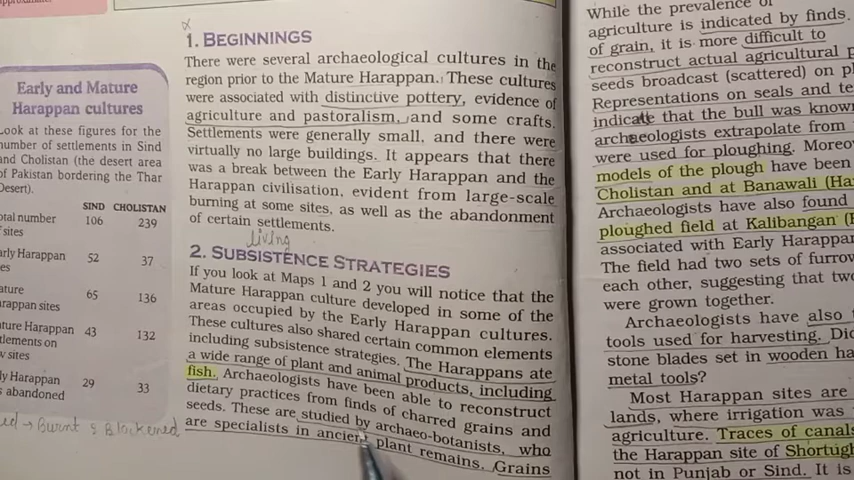 approximate.
Early and Mature
Harappan cultures
Look at these figures for the
number of settlements in Sind
and Cholistan (the desert area
of Pakistan bordering the Thar
Desert).
SIND CHOLISTAN
otal number 106 239
f sites
arly Harappan 52 37
es
ature 65 136
arappan sites
ature Harappan 43 132
ttlements on
w sites
ly Harappan 29 33
s abandoned
ed → Burnt & Blackened
1. BEGINNINGS
There were several archaeological cultures in the
region prior to the Mature Harappan. These cultures
were associated with distinctive pottery, evidence of
agriculture and pastoralism, and some crafts.
Settlements were generally small, and there were
virtually no large buildings. It appears that there
was a break between the Early Harappan and the
Harappan civilisation, evident from large-scale
burning at some sites, as well as the abandonment
of certain settlements.
living
2. SUBSISTENCE STRATEGIES
If you look at Maps 1 and 2 you will notice that the
Mature Harappan culture developed in some of the
areas occupied by the Early Harappan cultures.
These cultures also shared certain common elements
including subsistence strategies. The Harappans ate
a wide range of plant and animal products, including
fish. Archaeologists have been able to reconstruct
dietary practices from finds of charred grains and
seeds. These are studied by archaeo-botanists, who
are specialists in ancient plant remains. Grains
While the prevalence of
agriculture is indicated by finds
of grain, it is more difficult to
reconstruct actual agricultural p
seeds broadcast (scattered) on pl
Representations on seals and te
indicate that the bull was known
archaeologists extrapolate from
were used for ploughing. Moreo
models of the plough have been
Cholistan and at Banawali (Ha
Archaeologists have also found
ploughed field at Kalibangan (R
associated with Early Harappan
The field had two sets of furrow
each other, suggesting that two
were grown together.
Archaeologists have also t
tools used for harvesting. Did
stone blades set in wooden ha
metal tools?
Most Harappan sites are
lands, where irrigation was
agriculture. Traces of canals
the Harappan site of Shortugh
not in Punjab or Sind. It is